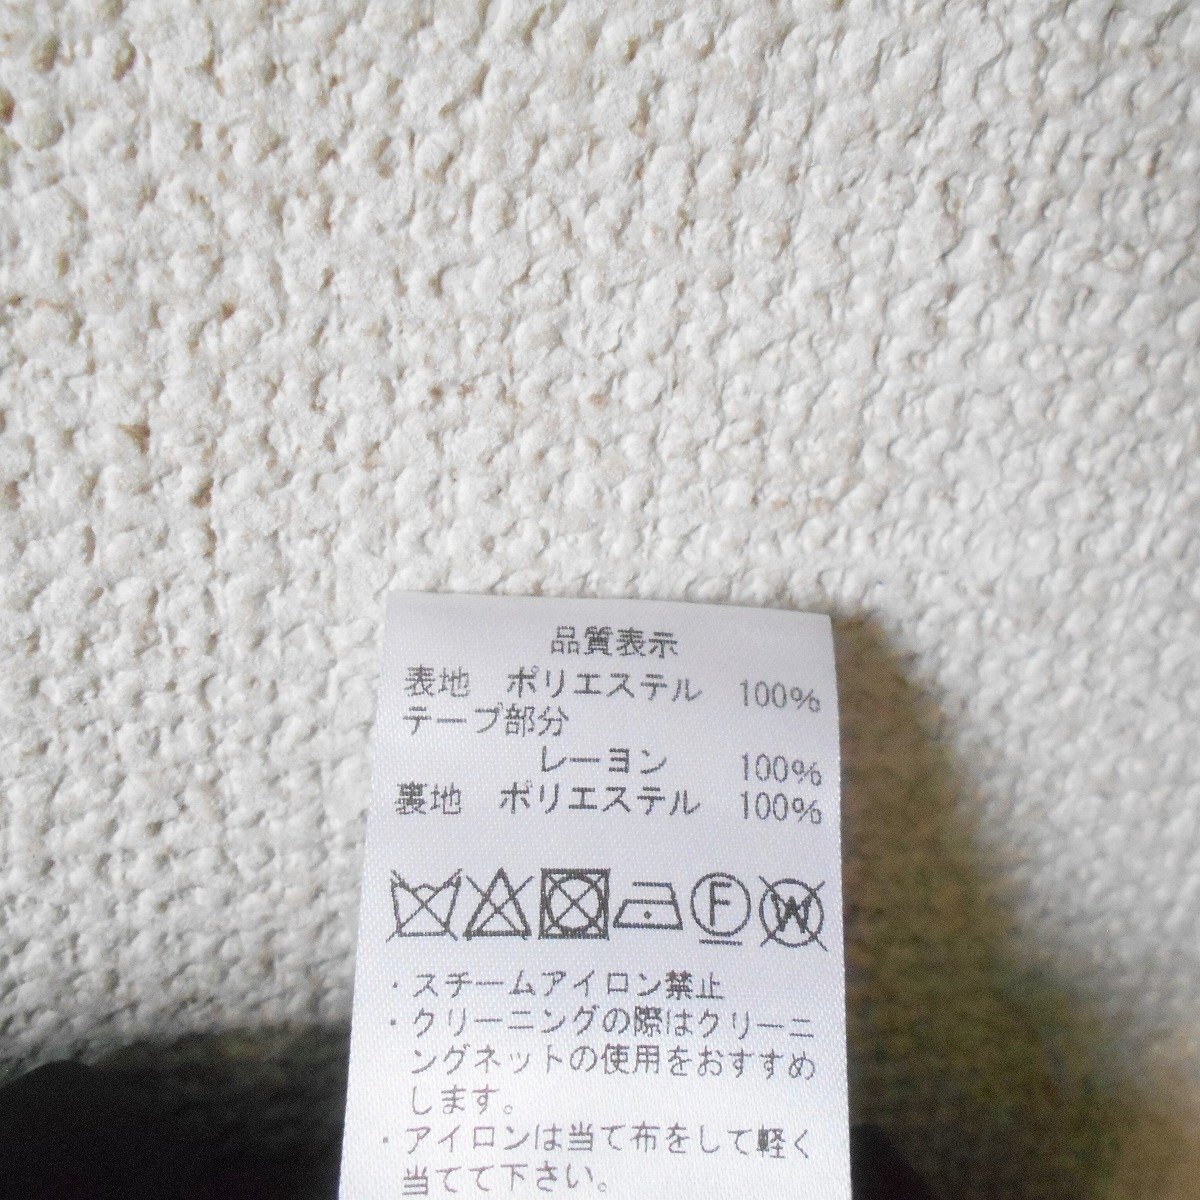 品質表示
表地 ポリエステル 100%
テープ部分
レーヨン 100%
裏地 ポリエステル 100%
F W
・スチームアイロン禁止
・クリーニングの際はクリーニ
ングネットの使用をおすすめ
します。
・アイロンは当て布をして軽く
当てて下さい。